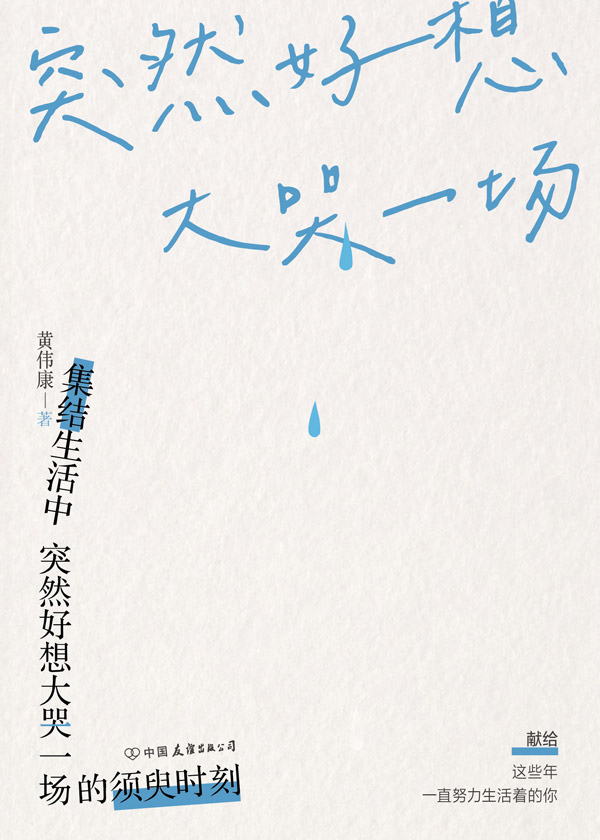 突然好想
大哭一场
黄伟康—著
集结生活中 突然好想大哭一场的须臾时刻
中国友谊出版公司
献给
这些年
一直努力生活着的你